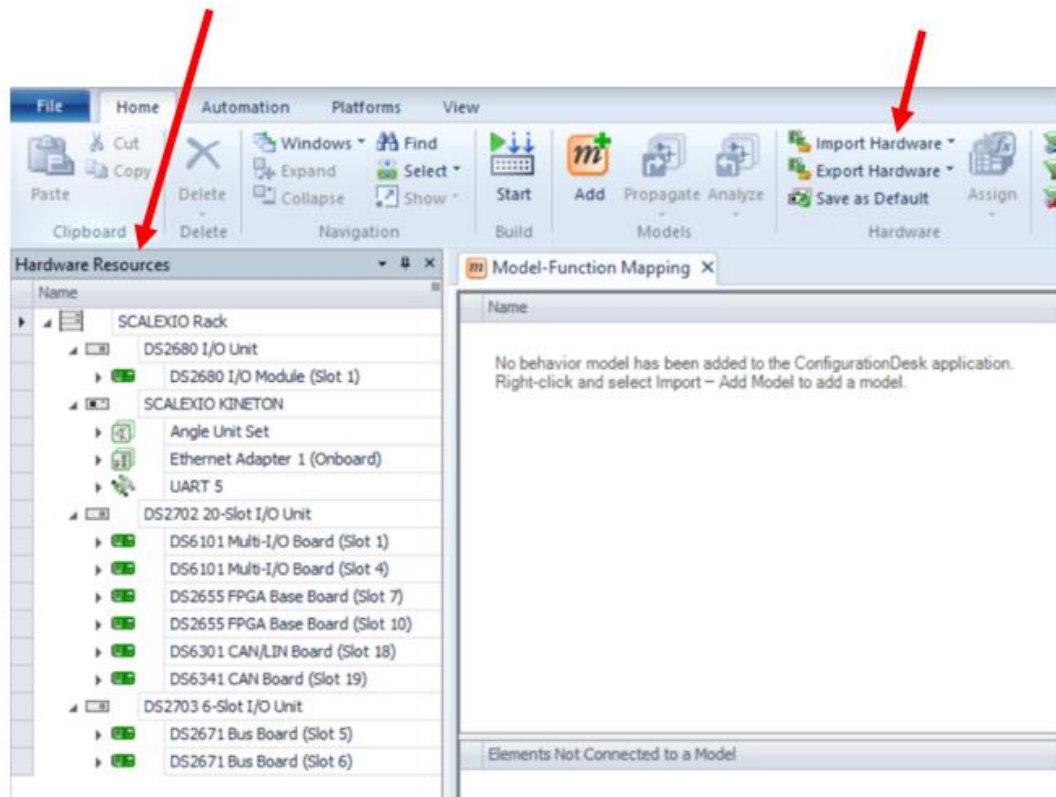 File Home Automation Platforms View
Cut
Copy
Paste
Clipboard
Delete
Delete
Windows
Expand
Collapse
Find
Select
Show
Navigation
Start
Build
m
Add
Propagate
Analyze
Models
Import Hardware
Export Hardware
Save as Default
Assign
Hardware
Hardware Resources
Name
SCALEXIO Rack
DS2680 I/O Unit
DS2680 I/O Module (Slot 1)
SCALEXIO KINETON
Angle Unit Set
Ethernet Adapter 1 (Onboard)
UART 5
DS2702 20-Slot I/O Unit
DS6101 Multi-I/O Board (Slot 1)
DS6101 Multi-I/O Board (Slot 4)
DS2655 FPGA Base Board (Slot 7)
DS2655 FPGA Base Board (Slot 10)
DS6301 CAN/LIN Board (Slot 18)
DS6341 CAN Board (Slot 19)
DS2703 6-Slot I/O Unit
DS2671 Bus Board (Slot 5)
DS2671 Bus Board (Slot 6)
m Model-Function Mapping
Name
No behavior model has been added to the ConfigurationDesk application.
Right-click and select Import – Add Model to add a model.
Elements Not Connected to a Model